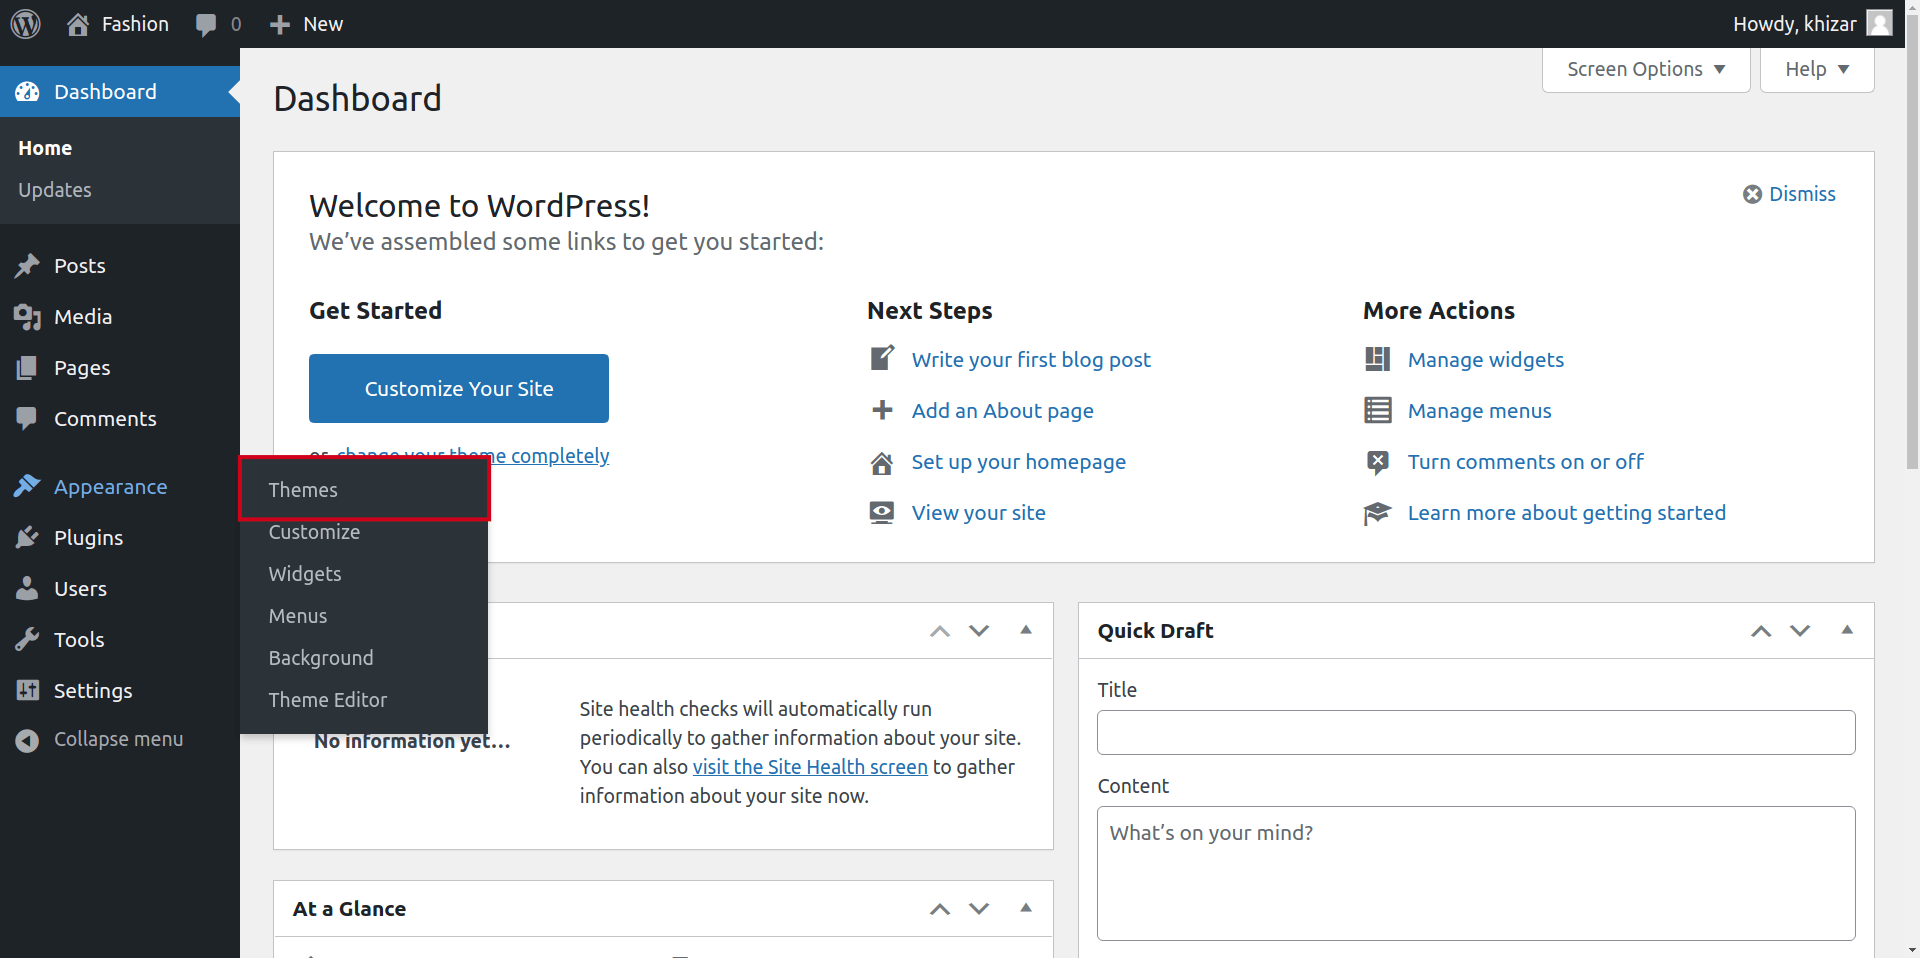 Fashion
0
New
Howdy, khizar
Dashboard
Home
Updates
Posts
Media
Pages
Comments
Appearance
Plugins
Users
Tools
Settings
Collapse menu
Themes
Customize
Widgets
Menus
Background
Theme Editor
Screen Options
Help
Dashboard
Welcome to WordPress!
We’ve assembled some links to get you started:
Dismiss
Get Started
Customize Your Site
or, change your theme completely
Next Steps
Write your first blog post
Add an About page
Set up your homepage
View your site
More Actions
Manage widgets
Manage menus
Turn comments on or off
Learn more about getting started
No information yet…
Site health checks will automatically run
periodically to gather information about your site.
You can also visit the Site Health screen to gather
information about your site now.
At a Glance
Quick Draft
Title
Content
What’s on your mind?